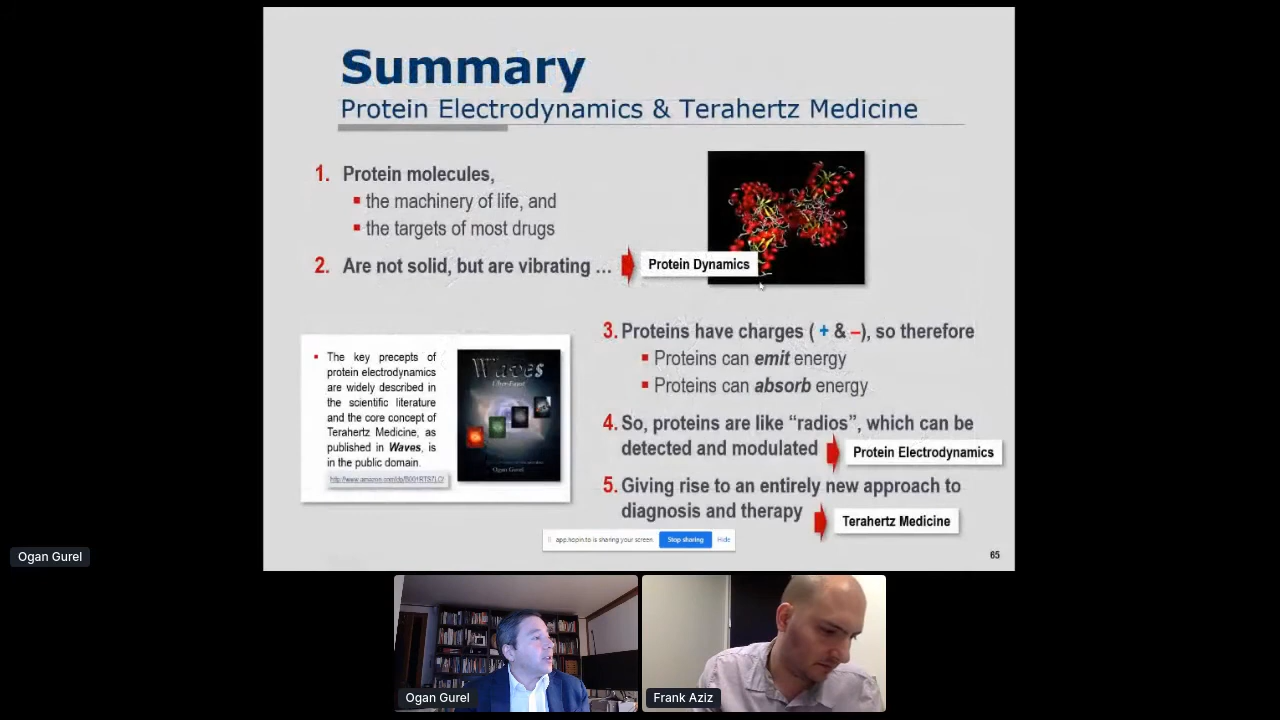 Summary
Protein Electrodynamics & Terahertz Medicine
1. Protein molecules,
▪ the machinery of life, and
▪ the targets of most drugs
2. Are not solid, but are vibrating …
Protein Dynamics
▪ The key precepts of
protein electrodynamics
are widely described in
the scientific literature
and the core concept of
Terahertz Medicine, as
published in Waves, is
in the public domain.
Waves
Ogan Gurel
3. Proteins have charges ( + & –), so therefore
▪ Proteins can emit energy
▪ Proteins can absorb energy
4. So, proteins are like “radios”, which can be
detected and modulated
Protein Electrodynamics
5. Giving rise to an entirely new approach to
diagnosis and therapy
Terahertz Medicine
app.hopin.to is sharing your screen.
Stop sharing
Hide
65
Ogan Gurel
Ogan Gurel
Frank Aziz